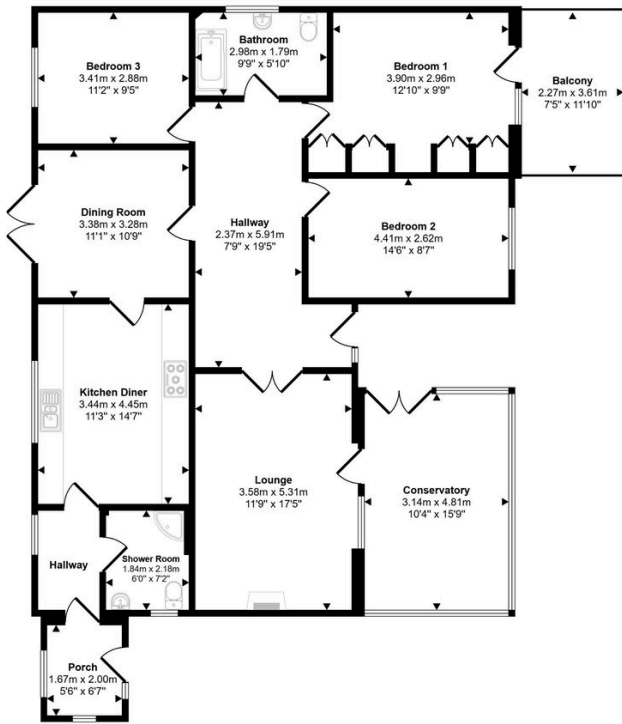 Bedroom 3
3.41m x 2.88m
11'2" x 9'5"
Bathroom
2.98m x 1.79m
9'9" x 5'10"
Bedroom 1
3.90m x 2.96m
12'10" x 9'9"
Balcony
2.27m x 3.61m
7'5" x 11'10"
Dining Room
3.38m x 3.28m
11'1" x 10'9"
Hallway
2.37m x 5.91m
7'9" x 19'5"
Bedroom 2
4.41m x 2.62m
14'6" x 8'7"
Kitchen Diner
3.44m x 4.45m
11'3" x 14'7"
Lounge
3.58m x 5.31m
11'9" x 17'5"
Conservatory
3.14m x 4.81m
10'4" x 15'9"
Hallway
Shower Room
1.84m x 2.18m
6'0" x 7'2"
Porch
1.67m x 2.00m
5'6" x 6'7"